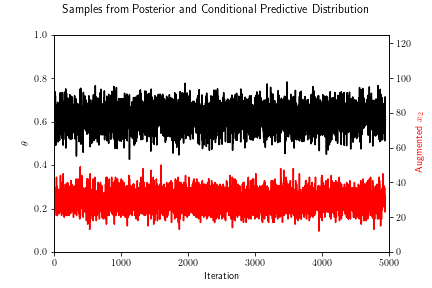 Samples from Posterior and Conditional Predictive Distribution
1.0
0.8
0.6
0.4
0.2
0.0
θ
120
100
80
60
40
20
0
Augmented x₂
0 1000 2000 3000 4000 5000
Iteration